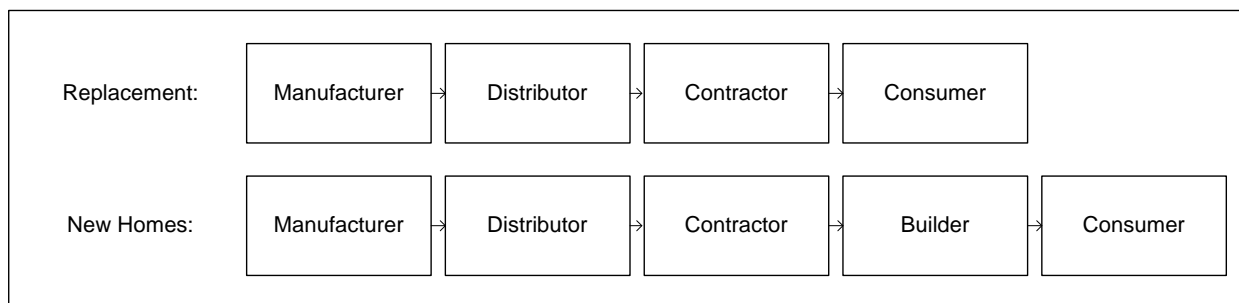 Replacement: Manufacturer Distributor Contractor Consumer
New Homes: Manufacturer Distributor Contractor Builder Consumer